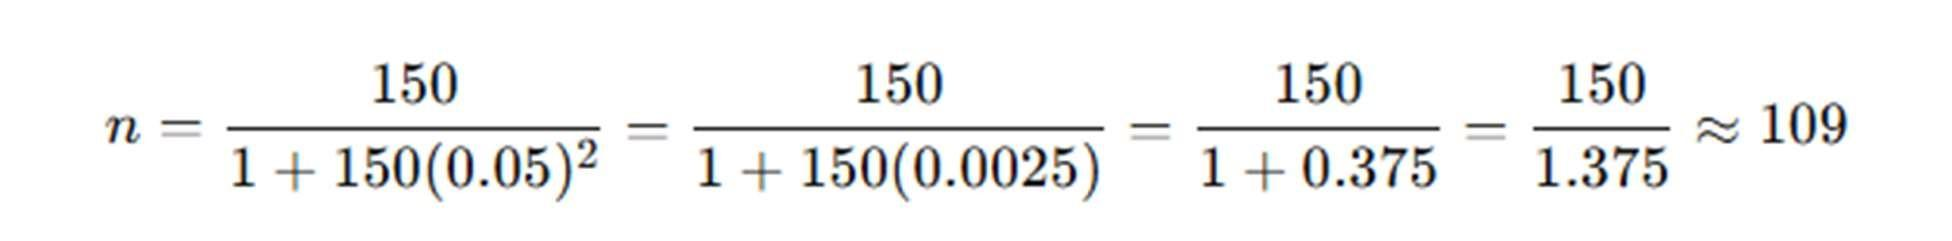 n = 150 / (1 + 150(0.05)²) = 150 / (1 + 150(0.0025)) = 150 / (1 + 0.375) = 150 / 1.375 ≈ 109